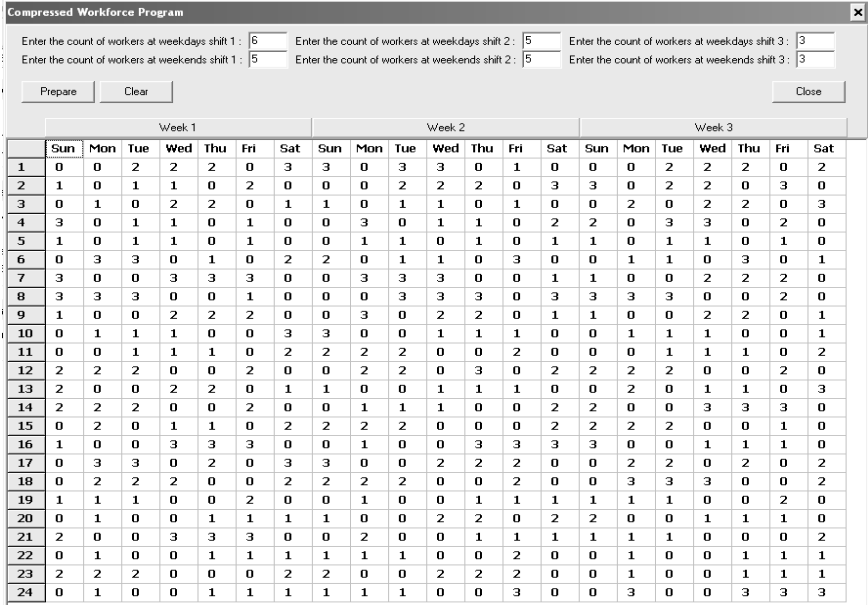 Compressed Workforce Program
Enter the count of workers at weekdays shift 1 : 6 Enter the count of workers at weekdays shift 2 : 5 Enter the count of workers at weekdays shift 3 : 3
Enter the count of workers at weekends shift 1 : 5 Enter the count of workers at weekends shift 2 : 5 Enter the count of workers at weekends shift 3 : 3
Prepare Clear Close
Week 1 Week 2 Week 3
Sun Mon Tue Wed Thu Fri Sat Sun Mon Tue Wed Thu Fri Sat Sun Mon Tue Wed Thu Fri Sat
1 0 0 2 2 2 0 3 3 0 3 3 0 1 0 0 0 2 2 2 0 2
2 1 0 1 1 0 2 0 0 0 2 2 2 0 3 3 0 2 2 0 3 0
3 0 1 0 2 2 0 1 1 0 1 1 0 1 0 0 2 0 2 2 0 3
4 3 0 1 1 0 1 0 0 3 0 1 1 0 2 2 0 3 3 0 2 0
5 1 0 1 1 0 1 0 0 1 1 0 1 0 1 1 0 1 1 0 1 0
6 0 3 3 0 1 0 2 2 0 1 1 0 3 0 0 1 1 0 3 0 1
7 3 0 0 3 3 3 0 0 3 3 3 0 0 1 1 0 0 2 2 2 0
8 3 3 3 0 0 1 0 0 0 3 3 3 0 3 3 3 3 0 0 2 0
9 1 0 0 2 2 2 0 0 3 0 2 2 0 1 1 0 0 2 2 0 1
10 0 1 1 1 0 0 3 3 0 0 1 1 1 0 0 1 1 1 0 0 1
11 0 0 1 1 1 0 2 2 2 2 0 0 2 0 0 0 1 1 1 0 2
12 2 2 2 0 0 2 0 0 2 2 0 3 0 2 2 2 2 0 0 2 0
13 2 0 0 2 2 0 1 1 0 0 1 1 1 0 0 2 0 1 1 0 3
14 2 2 2 0 0 2 0 0 1 1 1 0 0 2 2 0 0 3 3 3 0
15 0 2 0 1 1 0 2 2 2 2 0 0 0 2 2 2 2 0 0 1 0
16 1 0 0 3 3 3 0 0 1 0 0 3 3 3 3 0 0 1 1 1 0
17 0 3 3 0 2 0 3 3 0 0 2 2 2 0 0 2 2 0 2 0 2
18 0 2 2 2 0 0 2 2 2 2 0 0 2 0 0 3 3 3 0 0 2
19 1 1 1 0 0 2 0 0 1 0 0 1 1 1 1 1 1 0 0 2 0
20 0 1 0 0 1 1 1 1 0 0 2 2 0 2 2 0 0 1 1 1 0
21 2 0 0 3 3 3 0 0 2 0 0 1 1 1 1 1 1 0 0 0 2
22 0 1 0 0 1 1 1 1 1 1 0 0 2 0 0 1 0 0 1 1 1
23 2 2 2 0 0 0 2 2 0 0 2 2 2 0 0 1 0 0 1 1 1
24 0 1 0 0 1 1 1 1 1 1 0 0 3 0 0 3 0 0 3 3 3